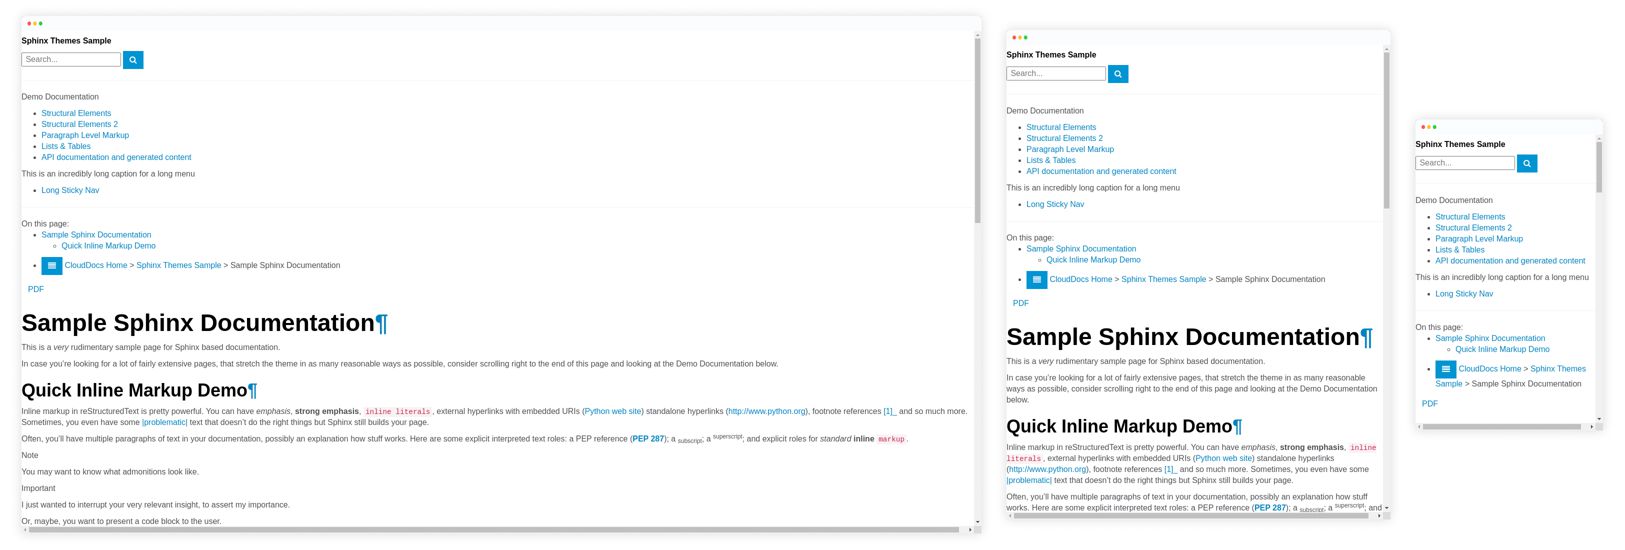 Sphinx Themes Sample
Search...
Demo Documentation
Structural Elements
Structural Elements 2
Paragraph Level Markup
Lists & Tables
API documentation and generated content
This is an incredibly long caption for a long menu
Long Sticky Nav
On this page:
Sample Sphinx Documentation
Quick Inline Markup Demo
CloudDocs Home > Sphinx Themes Sample > Sample Sphinx Documentation
PDF
Sample Sphinx Documentation¶
This is a very rudimentary sample page for Sphinx based documentation.
In case you’re looking for a lot of fairly extensive pages, that stretch the theme in as many reasonable ways as possible, consider scrolling right to the end of this page and looking at the Demo Documentation below.
Quick Inline Markup Demo¶
Inline markup in reStructuredText is pretty powerful. You can have emphasis, strong emphasis, inline literals, external hyperlinks with embedded URIs (Python web site) standalone hyperlinks (http://www.python.org), footnote references [1]_ and so much more.
Sometimes, you even have some |problematic| text that doesn’t do the right things but Sphinx still builds your page.
Often, you’ll have multiple paragraphs of text in your documentation, possibly an explanation how stuff works. Here are some explicit interpreted text roles: a PEP reference (PEP 287); a subscript; a superscript; and explicit roles for standard inline markup.
Note
You may want to know what admonitions look like.
Important
I just wanted to interrupt your very relevant insight, to assert my importance.
Or, maybe, you want to present a code block to the user.
Sphinx Themes Sample
Search...
Demo Documentation
Structural Elements
Structural Elements 2
Paragraph Level Markup
Lists & Tables
API documentation and generated content
This is an incredibly long caption for a long menu
Long Sticky Nav
On this page:
Sample Sphinx Documentation
Quick Inline Markup Demo
CloudDocs Home > Sphinx Themes Sample > Sample Sphinx Documentation
PDF
Sample Sphinx Documentation¶
This is a very rudimentary sample page for Sphinx based documentation.
In case you’re looking for a lot of fairly extensive pages, that stretch the theme in as many reasonable
ways as possible, consider scrolling right to the end of this page and looking at the Demo Documentation
below.
Quick Inline Markup Demo¶
Inline markup in reStructuredText is pretty powerful. You can have emphasis, strong emphasis, inline
literals, external hyperlinks with embedded URIs (Python web site) standalone hyperlinks
(http://www.python.org), footnote references [1]_ and so much more. Sometimes, you even have some
|problematic| text that doesn’t do the right things but Sphinx still builds your page.
Often, you’ll have multiple paragraphs of text in your documentation, possibly an explanation how stuff
works. Here are some explicit interpreted text roles: a PEP reference (PEP 287); a subscript; a superscript; and
Sphinx Themes Sample
Search...
Demo Documentation
Structural Elements
Structural Elements 2
Paragraph Level Markup
Lists & Tables
API documentation and generated content
This is an incredibly long caption for a long menu
Long Sticky Nav
On this page:
Sample Sphinx Documentation
Quick Inline Markup Demo
CloudDocs Home > Sphinx Themes
Sample > Sample Sphinx Documentation
PDF